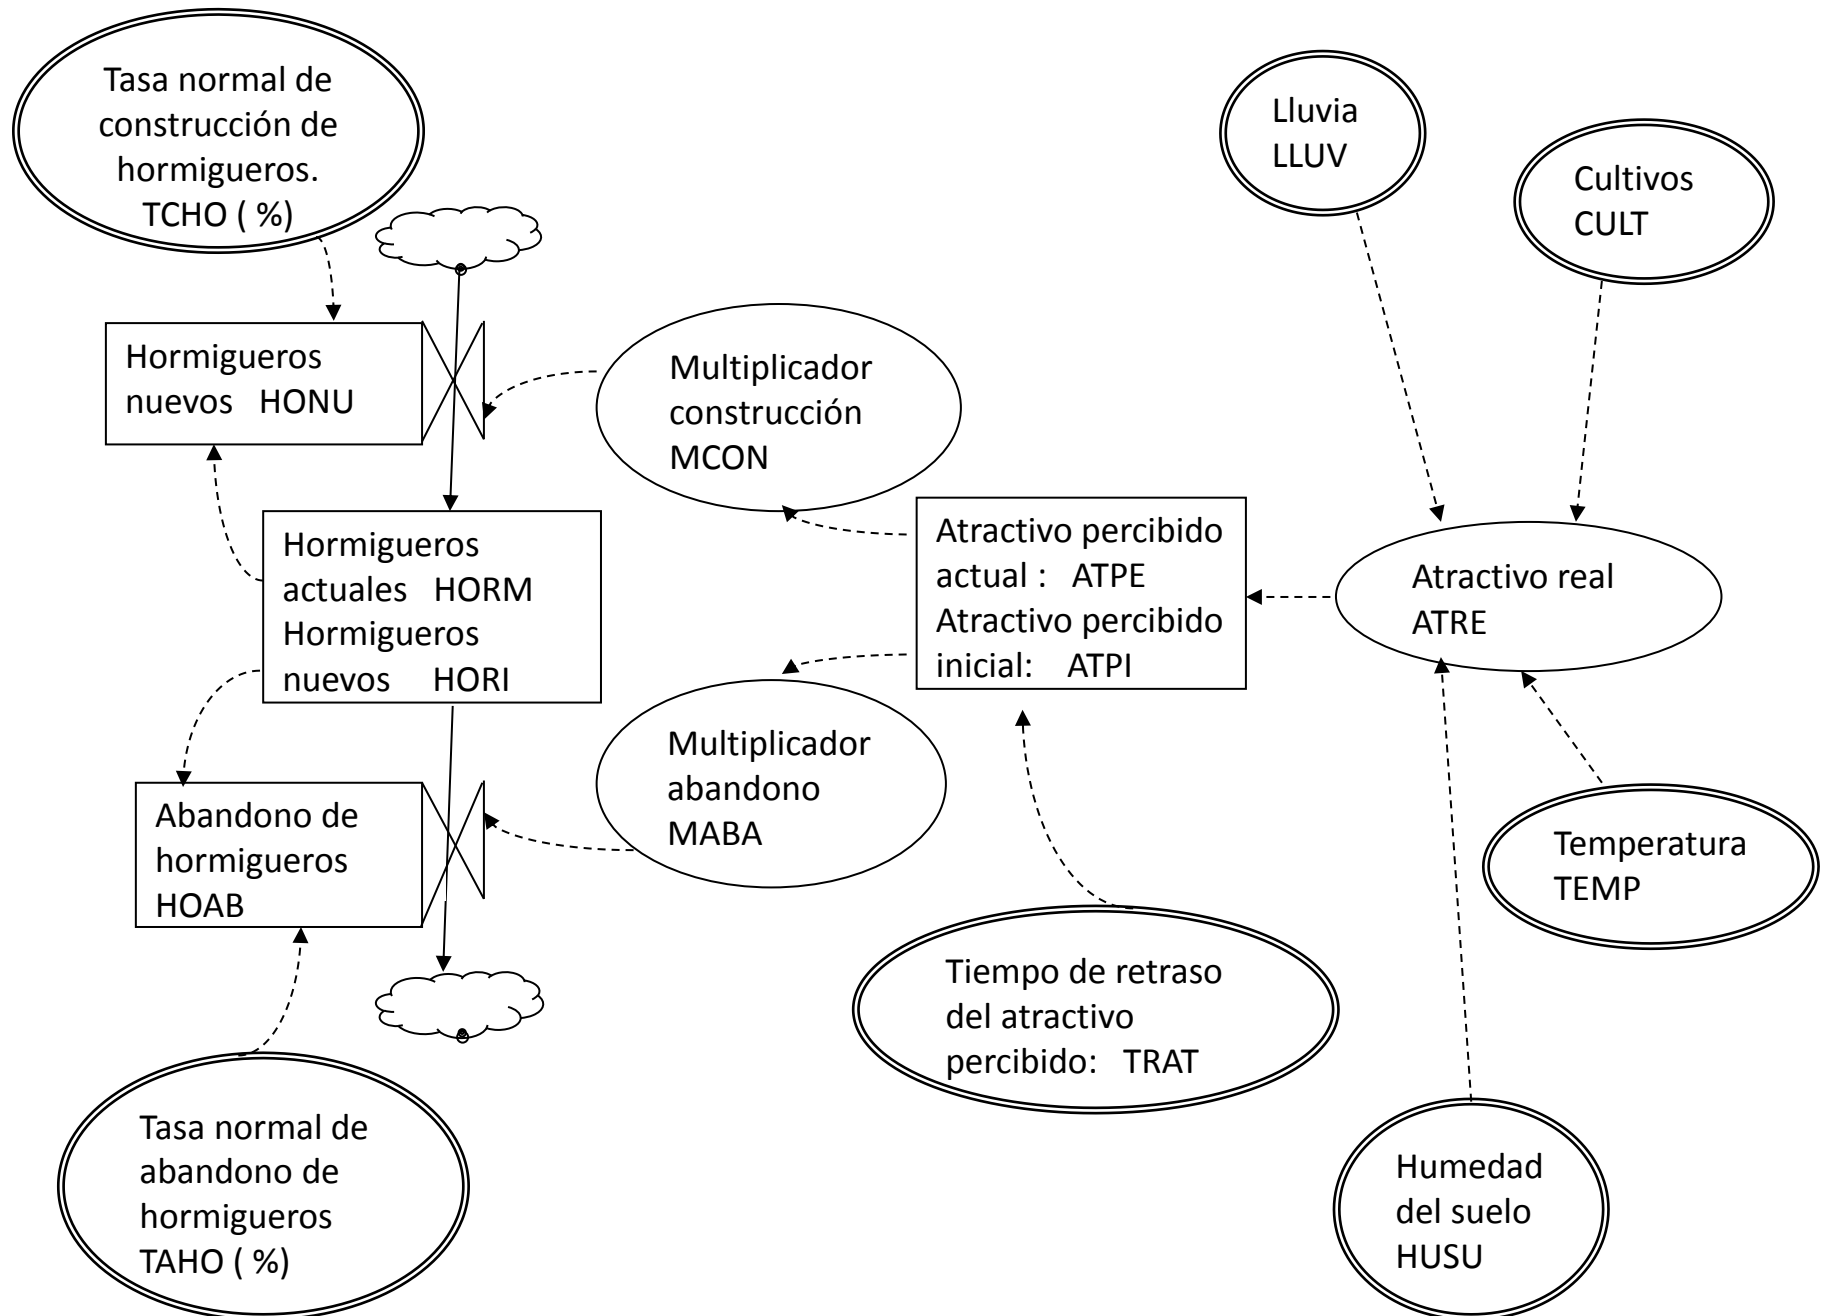 Tasa normal de
construcción de
hormigueros.
TCHO ( %)
Lluvia
LLUV
Cultivos
CULT
Hormigueros
nuevos HONU
Multiplicador
construcción
MCON
Hormigueros
actuales HORM
Hormigueros
nuevos HORI
Atractivo percibido
actual : ATPE
Atractivo percibido
inicial: ATPI
Atractivo real
ATRE
Multiplicador
abandono
MABA
Abandono de
hormigueros
HOAB
Temperatura
TEMP
Tiempo de retraso
del atractivo
percibido: TRAT
Tasa normal de
abandono de
hormigueros
TAHO ( %)
Humedad
del suelo
HUSU